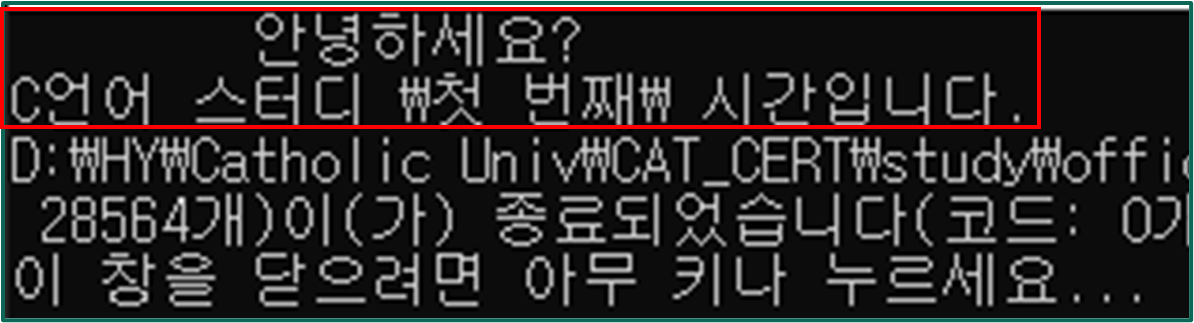 안녕하세요?
C언어 스터디 ₩첫 번째₩ 시간입니다.
D:₩HY₩Catholic Univ₩CAT_CERT₩study₩offic
28564개)이(가) 종료되었습니다(코드: 0개
이 창을 닫으려면 아무 키나 누르세요...